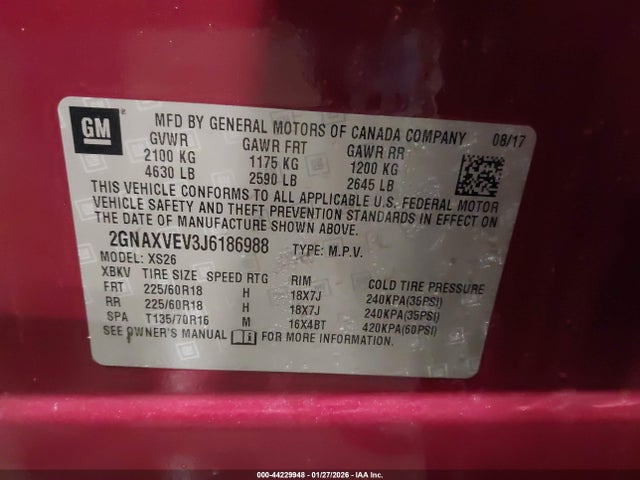 GM
MFD BY GENERAL MOTORS OF CANADA COMPANY 08/17
GVWR GAWR FRT GAWR RR
2100 KG 1175 KG 1200 KG
4630 LB 2590 LB 2645 LB
THIS VEHICLE CONFORMS TO ALL APPLICABLE U.S. FEDERAL MOTOR
VEHICLE SAFETY AND THEFT PREVENTION STANDARDS IN EFFECT ON
THE DATE OF MANUFACTURE SHOWN ABOVE.
2GNAXVEV3J6186988 TYPE: M.P.V.
MODEL: XS26
XBKV TIRE SIZE SPEED RTG RIM COLD TIRE PRESSURE
FRT 225/60R18 H 18X7J 240KPA(35PSI)
RR 225/60R18 H 18X7J 240KPA(35PSI)
SPA T135/70R16 M 16X4BT 420KPA(60PSI)
SEE OWNER'S MANUAL FOR MORE INFORMATION.
000-44229948 - 01/27/2026 - IAA Inc.